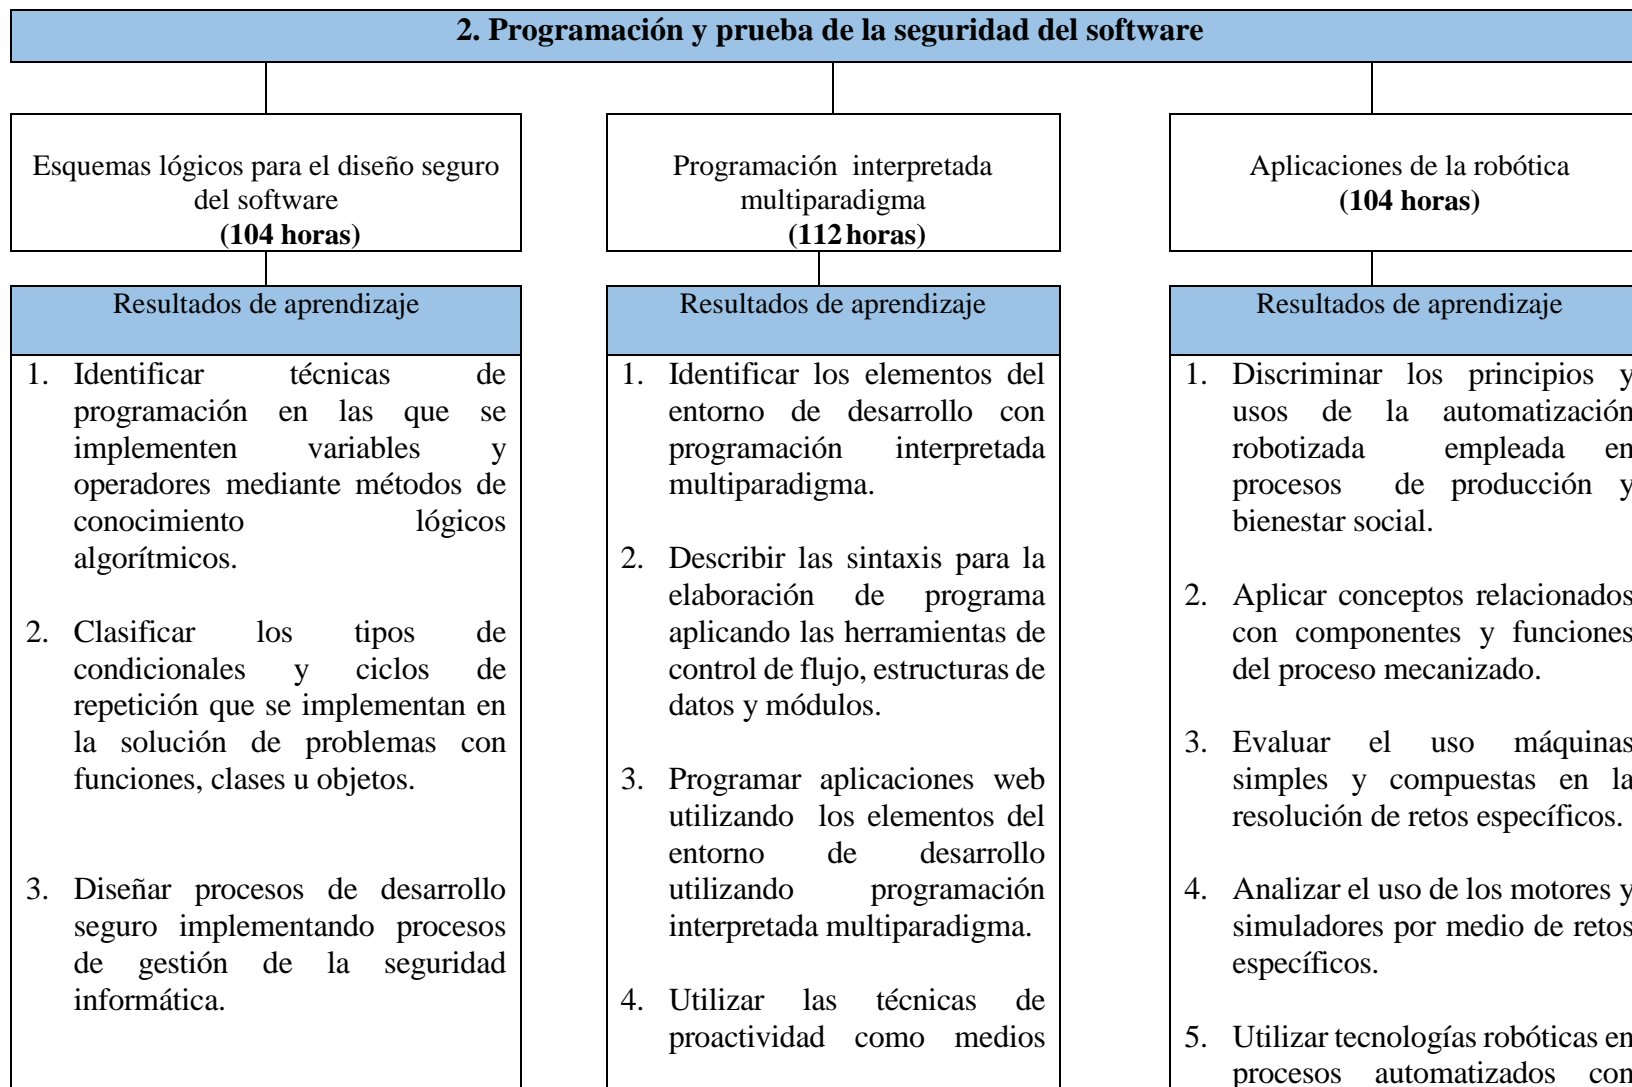 2. Programación y prueba de la seguridad del software
Esquemas lógicos para el diseño seguro
del software
(104 horas)
Programación interpretada
multiparadigma
(112 horas)
Aplicaciones de la robótica
(104 horas)
Resultados de aprendizaje
1. Identificar técnicas de
programación en las que se
implementen variables y
operadores mediante métodos de
conocimiento lógicos
algorítmicos.
2. Clasificar los tipos de
condicionales y ciclos de
repetición que se implementan en
la solución de problemas con
funciones, clases u objetos.
3. Diseñar procesos de desarrollo
seguro implementando procesos
de gestión de la seguridad
informática.
Resultados de aprendizaje
1. Identificar los elementos del
entorno de desarrollo con
programación interpretada
multiparadigma.
2. Describir las sintaxis para la
elaboración de programa
aplicando las herramientas de
control de flujo, estructuras de
datos y módulos.
3. Programar aplicaciones web
utilizando los elementos del
entorno de desarrollo
utilizando programación
interpretada multiparadigma.
4. Utilizar las técnicas de
proactividad como medios
Resultados de aprendizaje
1. Discriminar los principios y
usos de la automatización
robotizada empleada en
procesos de producción y
bienestar social.
2. Aplicar conceptos relacionados
con componentes y funciones
del proceso mecanizado.
3. Evaluar el uso máquinas
simples y compuestas en la
resolución de retos específicos.
4. Analizar el uso de los motores y
simuladores por medio de retos
específicos.
5. Utilizar tecnologías robóticas en
procesos automatizados con